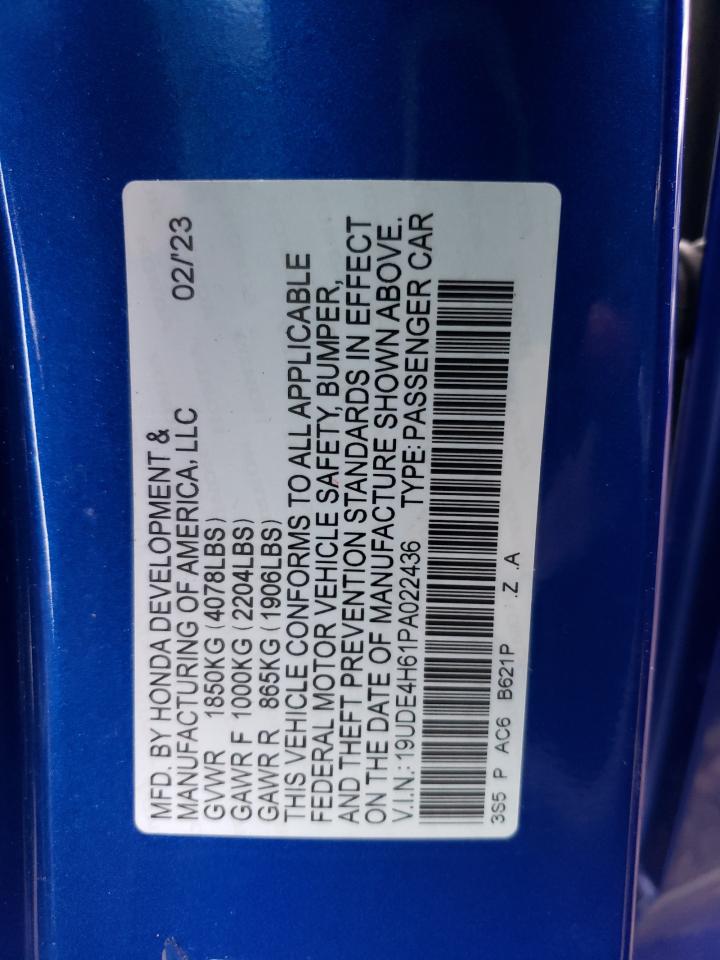 MFD. BY HONDA DEVELOPMENT &
MANUFACTURING OF AMERICA, LLC 02/'23
GVWR 1850KG (4078LBS)
GAWR F 1000KG (2204LBS)
GAWR R 865KG (1906LBS)
THIS VEHICLE CONFORMS TO ALL APPLICABLE
FEDERAL MOTOR VEHICLE SAFETY, BUMPER,
AND THEFT PREVENTION STANDARDS IN EFFECT
ON THE DATE OF MANUFACTURE SHOWN ABOVE.
V.I.N.: 19UDE4H61PA022436 TYPE: PASSENGER CAR
3S5 P AC6 B621P .Z .A